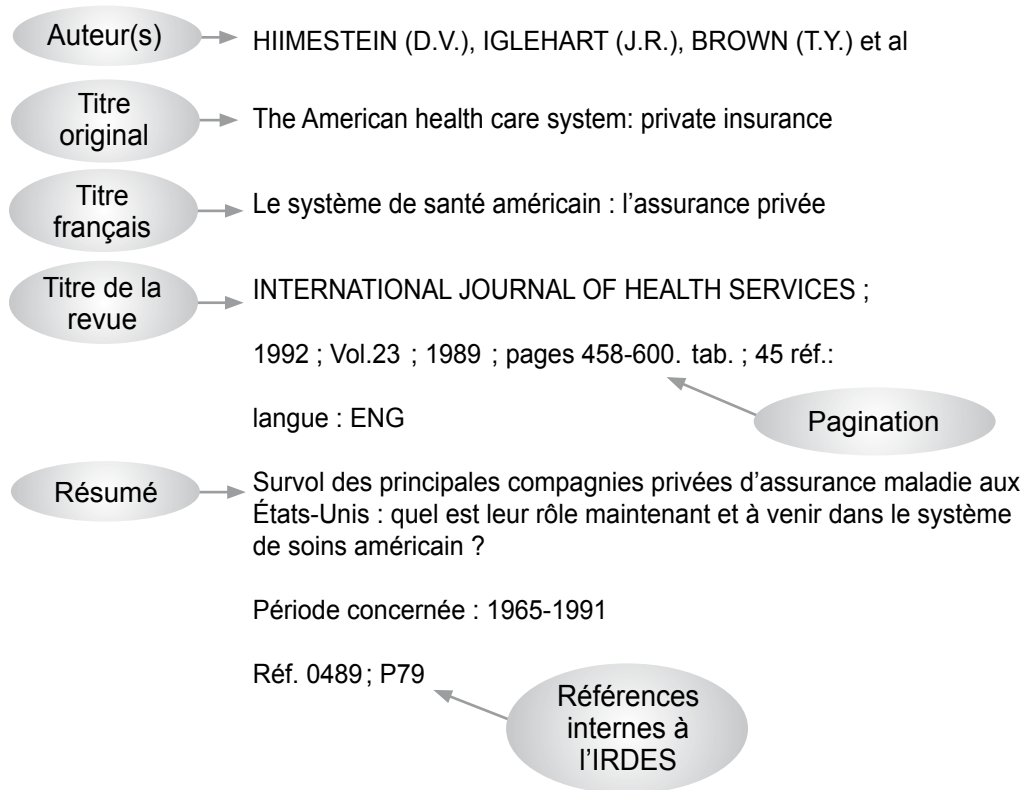 Auteur(s)
HIIMESTEIN (D.V.), IGLEHART (J.R.), BROWN (T.Y.) et al
Titre
original
The American health care system: private insurance
Titre
français
Le système de santé américain : l’assurance privée
Titre de la
revue
INTERNATIONAL JOURNAL OF HEALTH SERVICES ;
1992 ; Vol.23 ; 1989 ; pages 458-600. tab. ; 45 réf.:
langue : ENG
Pagination
Résumé
Survol des principales compagnies privées d’assurance maladie aux
États-Unis : quel est leur rôle maintenant et à venir dans le système
de soins américain ?
Période concernée : 1965-1991
Réf. 0489 ; P79
Références
internes à
l’IRDES